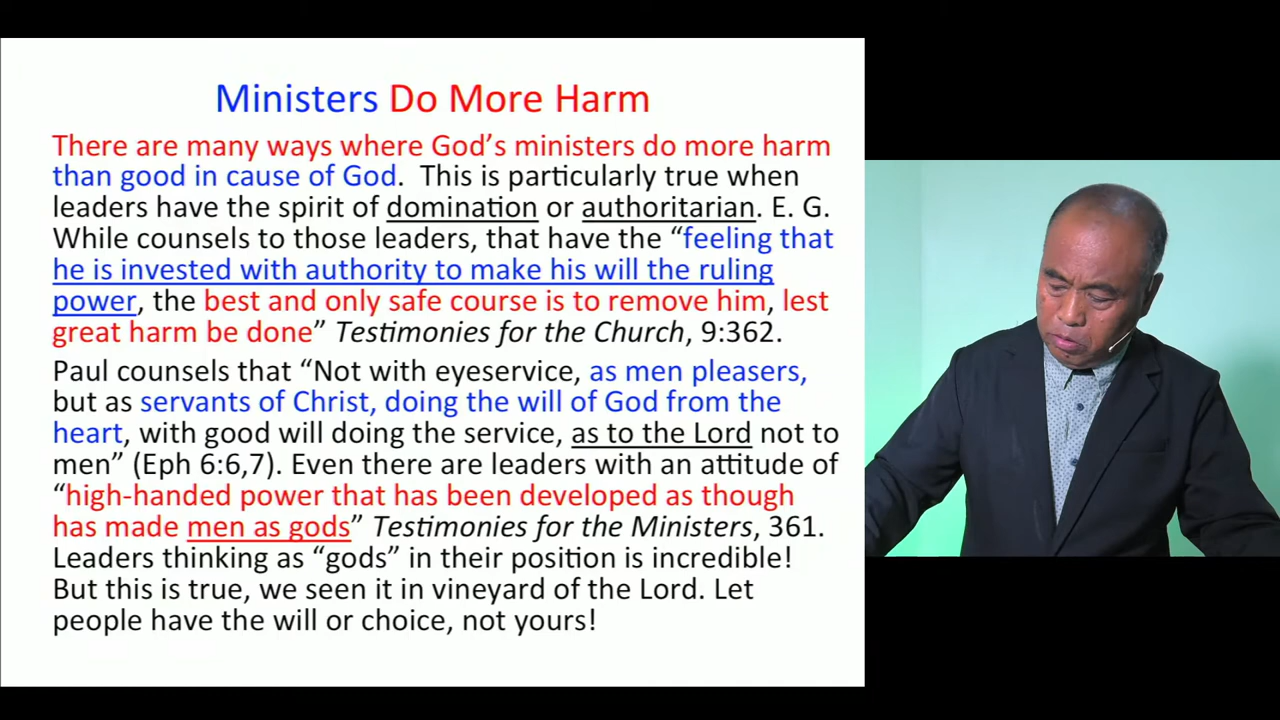 Ministers Do More Harm
There are many ways where God’s ministers do more harm
than good in cause of God.  This is particularly true when
leaders have the spirit of domination or authoritarian. E. G.
While counsels to those leaders, that have the “feeling that
he is invested with authority to make his will the ruling
power, the best and only safe course is to remove him, lest
great harm be done” Testimonies for the Church, 9:362.
Paul counsels that “Not with eyeservice, as men pleasers,
but as servants of Christ, doing the will of God from the
heart, with good will doing the service, as to the Lord not to
men” (Eph 6:6,7). Even there are leaders with an attitude of
“high-handed power that has been developed as though
has made men as gods” Testimonies for the Ministers, 361.
Leaders thinking as “gods” in their position is incredible!
But this is true, we seen it in vineyard of the Lord. Let
people have the will or choice, not yours!